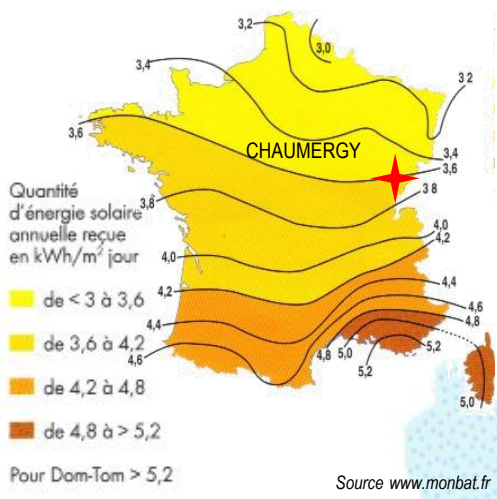 3,2
3,0
3,4
3 2
CHAUMERGY
3,4
3,6
3,6
3 8
3,8
4,0
4,2
4,0
4,4
4,2
4,6
4,8
4,4
4,8
5,0
5,2
4,6
5,2
5,0
Quantité
d'énergie solaire
annuelle reçue
en kWh/m² jour
de < 3 à 3,6
de 3,6 à 4,2
de 4,2 à 4,8
de 4,8 à > 5,2
Pour Dom-Tom > 5,2
Source www.monbat.fr